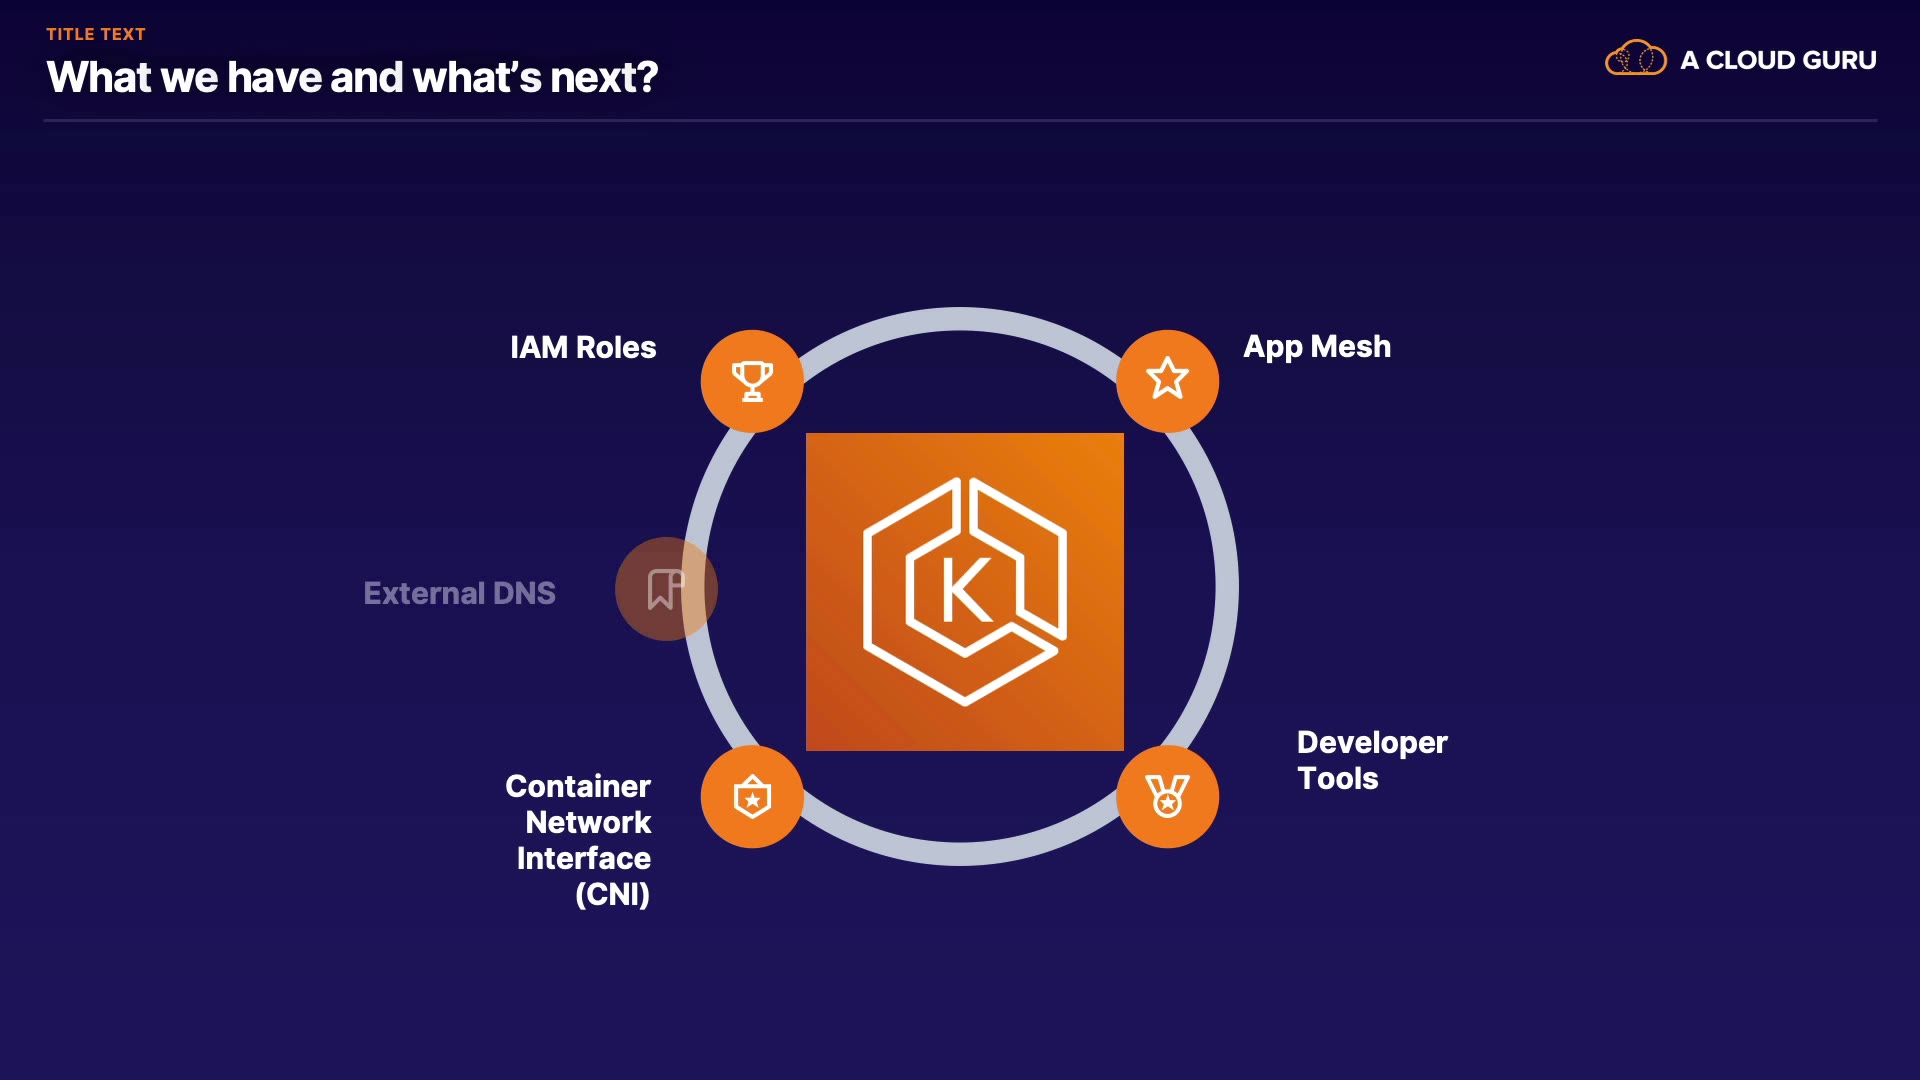 TITLE TEXT
What we have and what’s next?
A CLOUD GURU
IAM Roles
App Mesh
External DNS
K
Developer
Tools
Container
Network
Interface
(CNI)